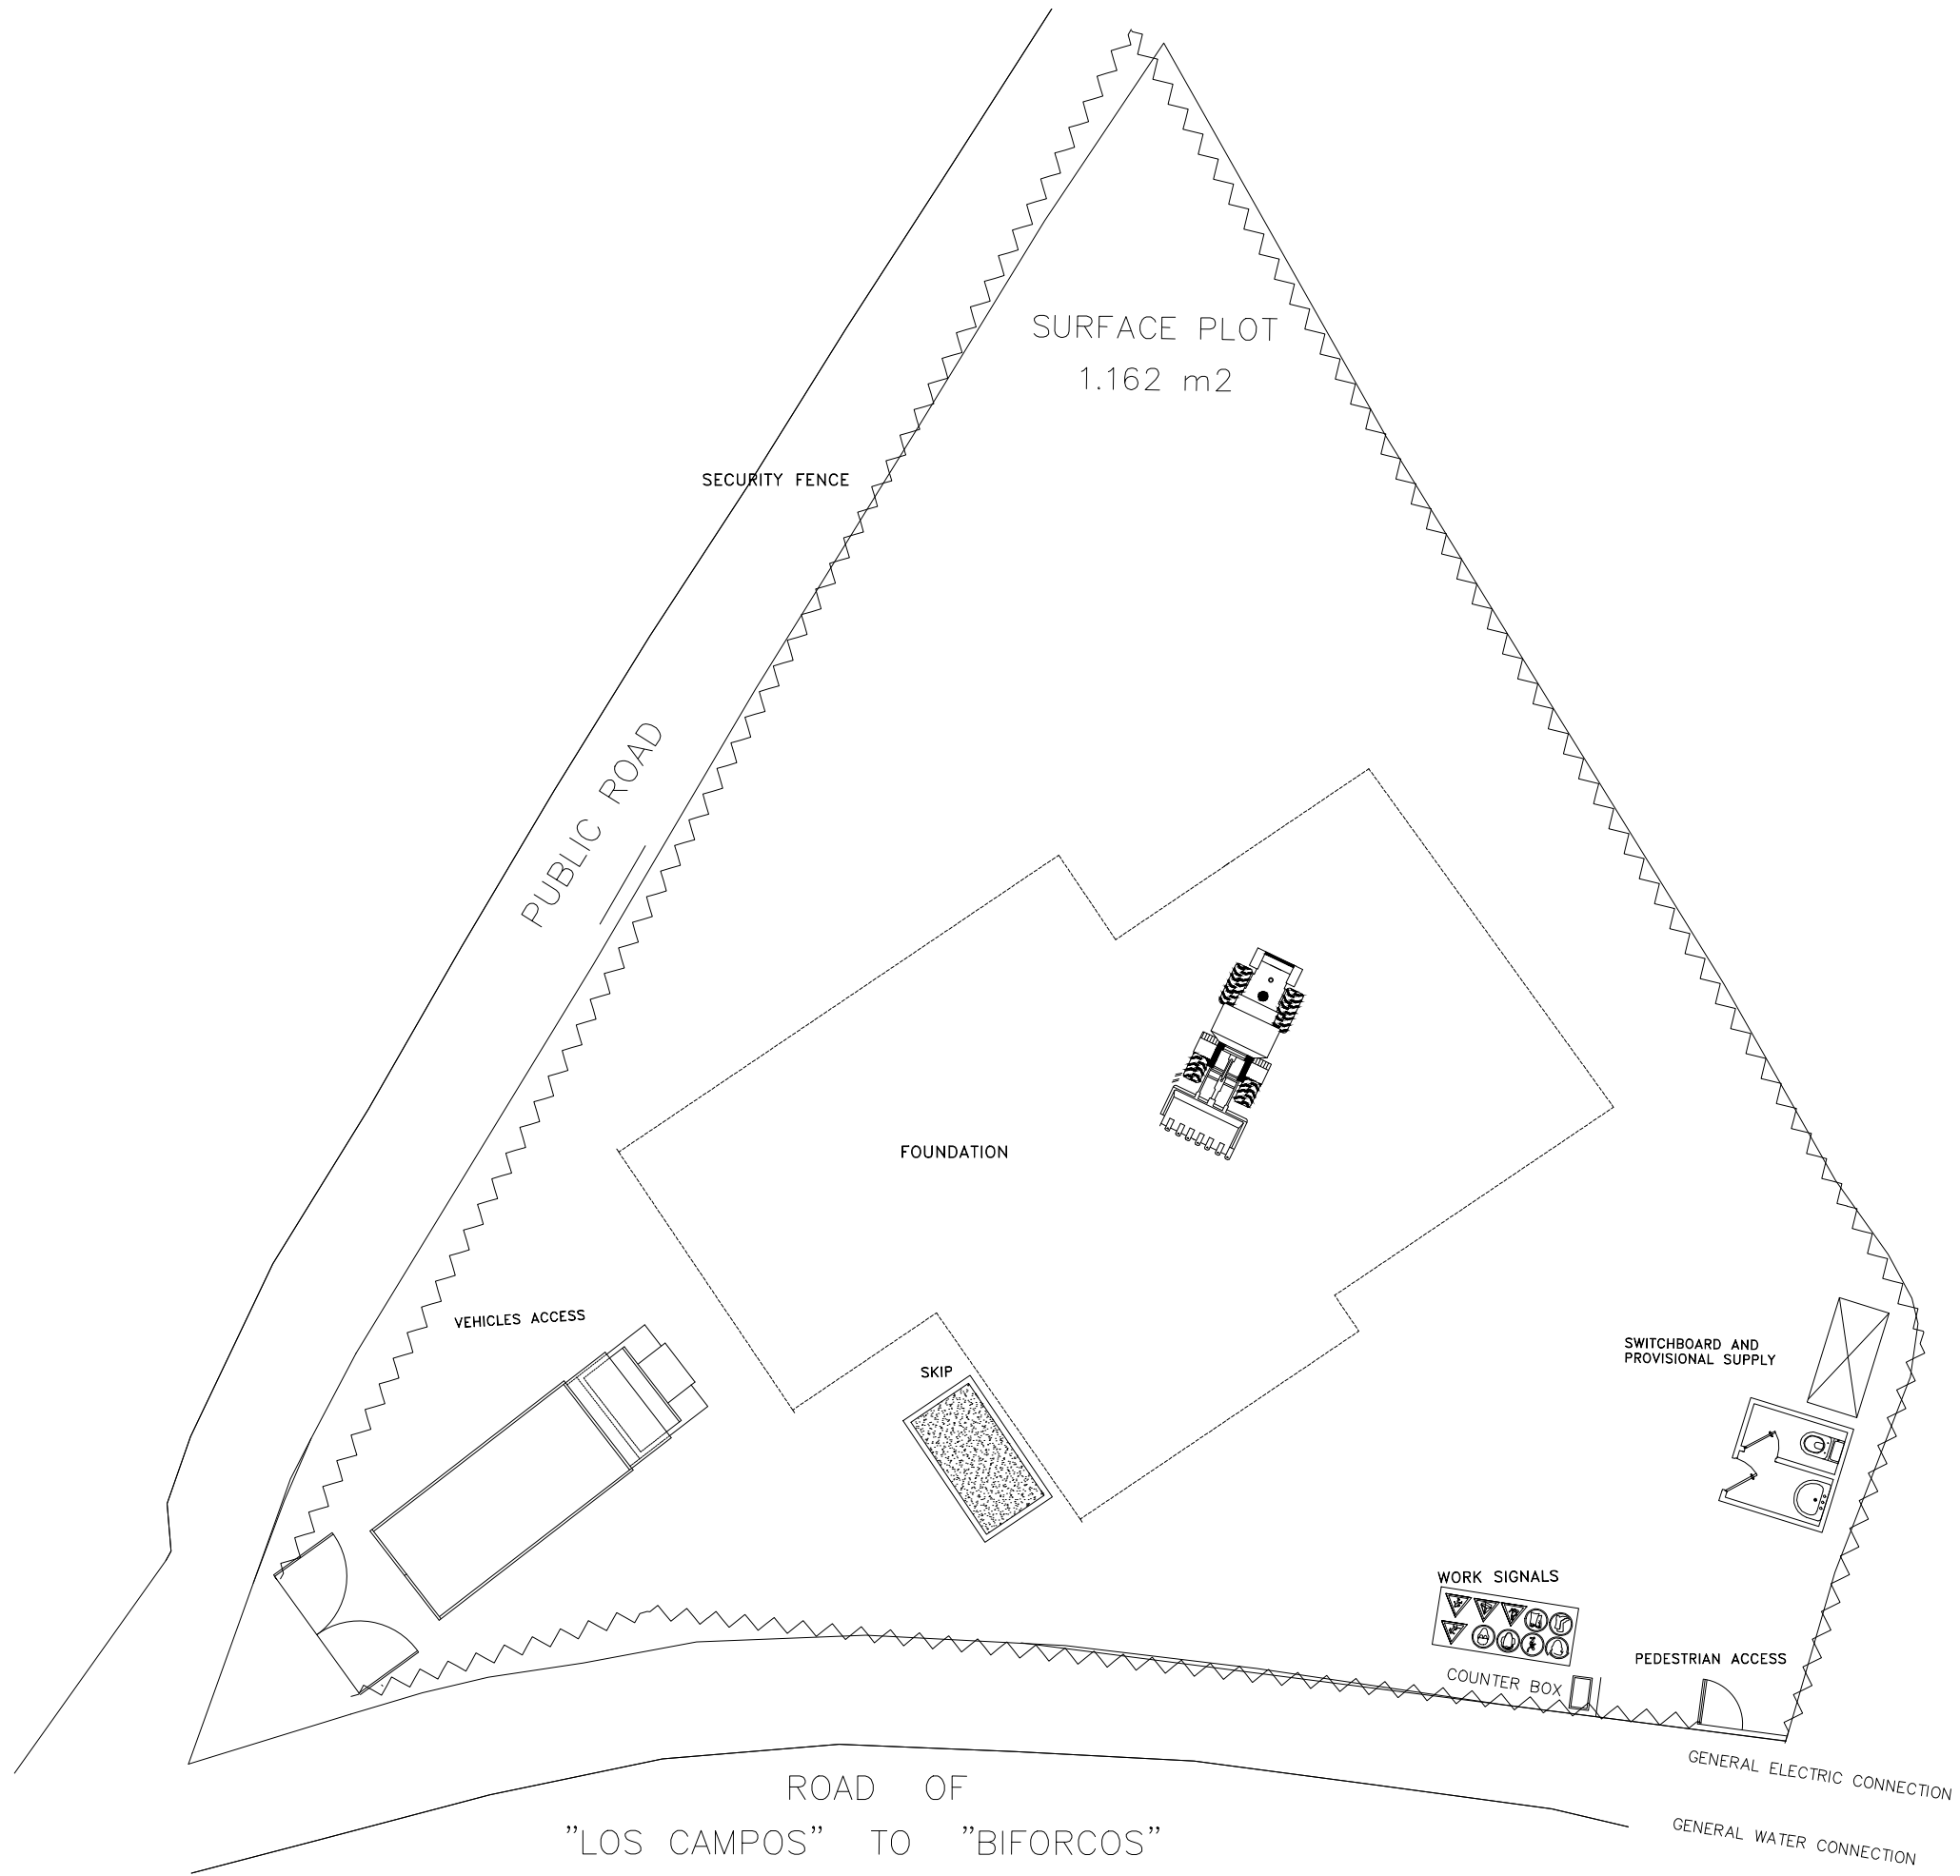 SURFACE PLOT
1.162 m2
SECURITY FENCE
PUBLIC ROAD
FOUNDATION
VEHICLES ACCESS
SKIP
SWITCHBOARD AND
PROVISIONAL SUPPLY
WORK SIGNALS
PEDESTRIAN ACCESS
COUNTER BOX
GENERAL ELECTRIC CONNECTION
GENERAL WATER CONNECTION
ROAD OF
"LOS CAMPOS" TO "BIFORCOS"